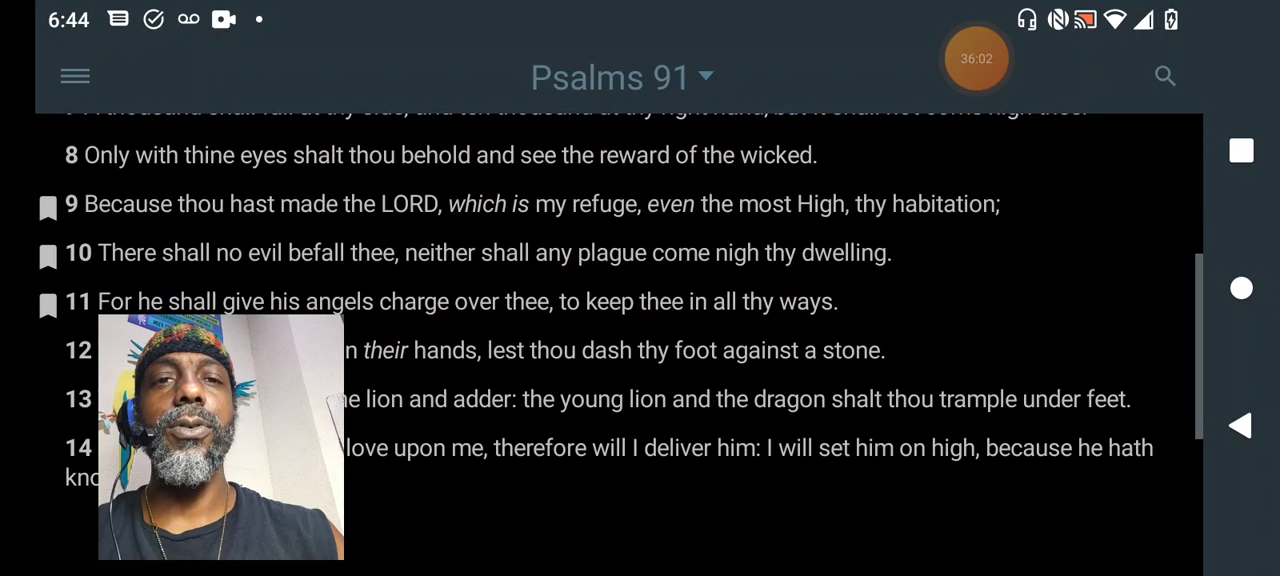 6:44
36:02
Psalms 91
8 Only with thine eyes shalt thou behold and see the reward of the wicked.
9 Because thou hast made the LORD, which is my refuge, even the most High, thy habitation;
10 There shall no evil befall thee, neither shall any plague come nigh thy dwelling.
11 For he shall give his angels charge over thee, to keep thee in all thy ways.
12 n their hands, lest thou dash thy foot against a stone.
13 he lion and adder: the young lion and the dragon shalt thou trample under feet.
14 love upon me, therefore will I deliver him: I will set him on high, because he hath
kno